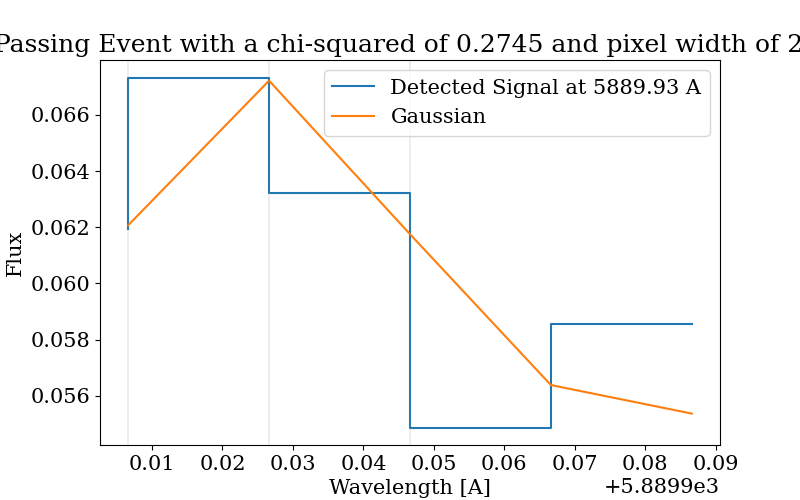 Passing Event with a chi-squared of 0.2745 and pixel width of 2
Detected Signal at 5889.93 A
Gaussian
Flux
0.066
0.064
0.062
0.060
0.058
0.056
0.01 0.02 0.03 0.04 0.05 0.06 0.07 0.08 0.09
+5.8899e3
Wavelength [A]